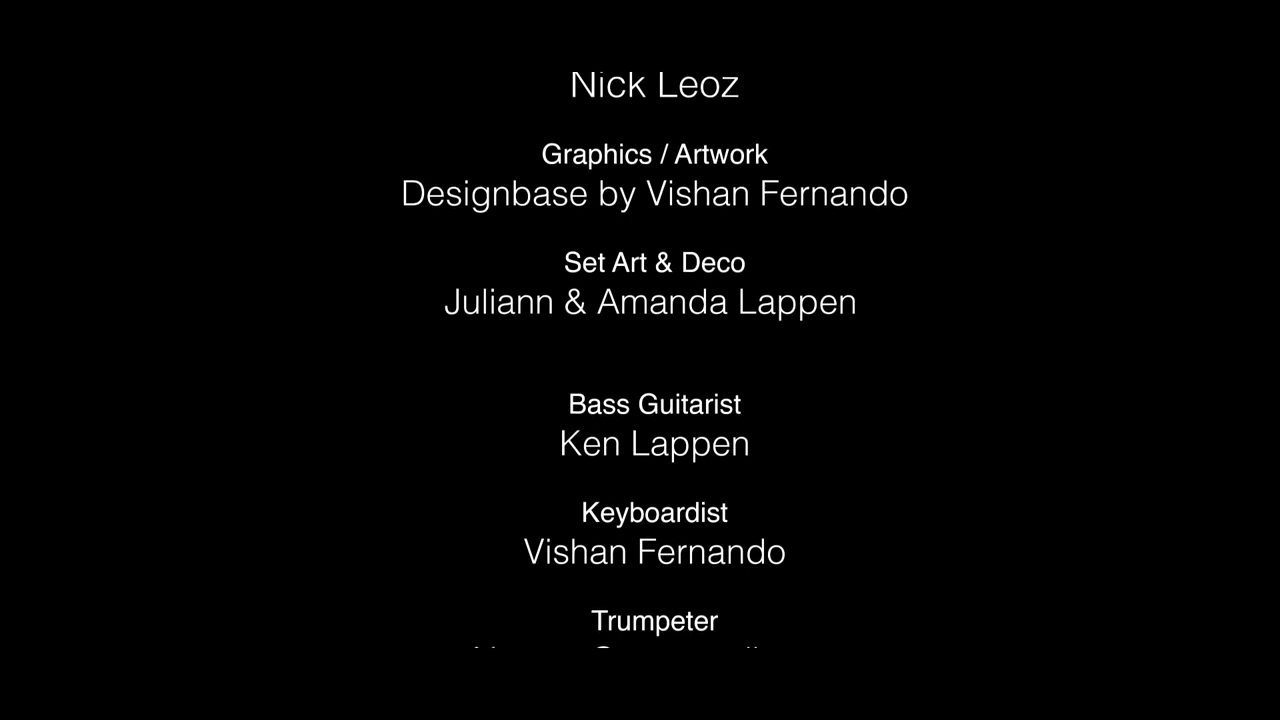 Nick Leoz
Graphics / Artwork
Designbase by Vishan Fernando
Set Art & Deco
Juliann & Amanda Lappen
Bass Guitarist
Ken Lappen
Keyboardist
Vishan Fernando
Trumpeter